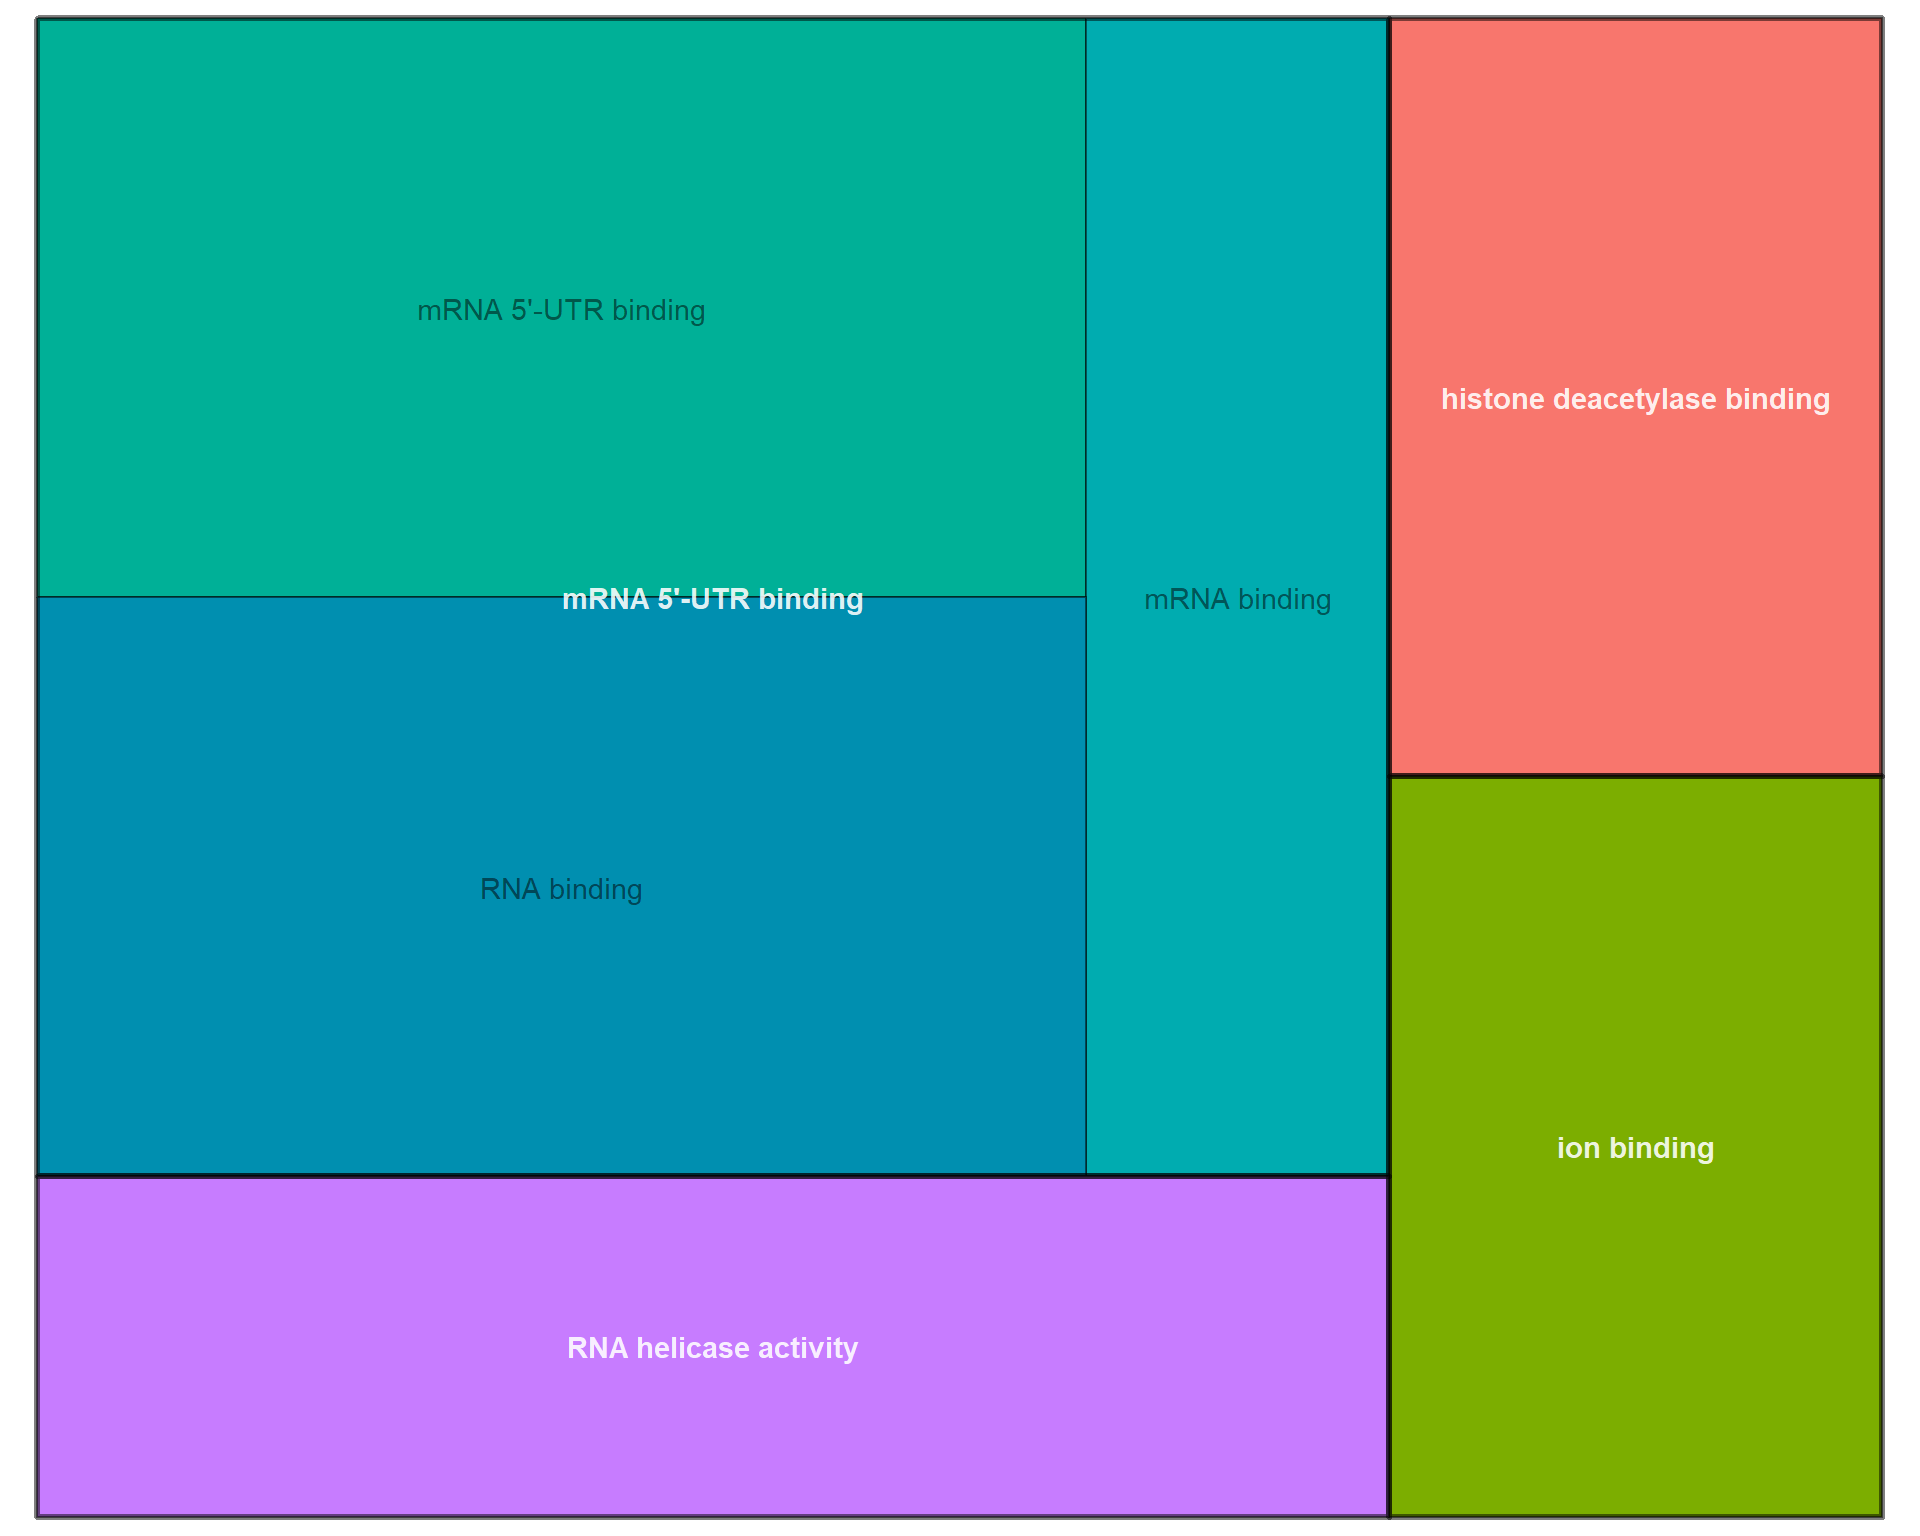 mRNA 5'-UTR binding
histone deacetylase binding
mRNA 5'-UTR binding
mRNA binding
RNA binding
ion binding
RNA helicase activity